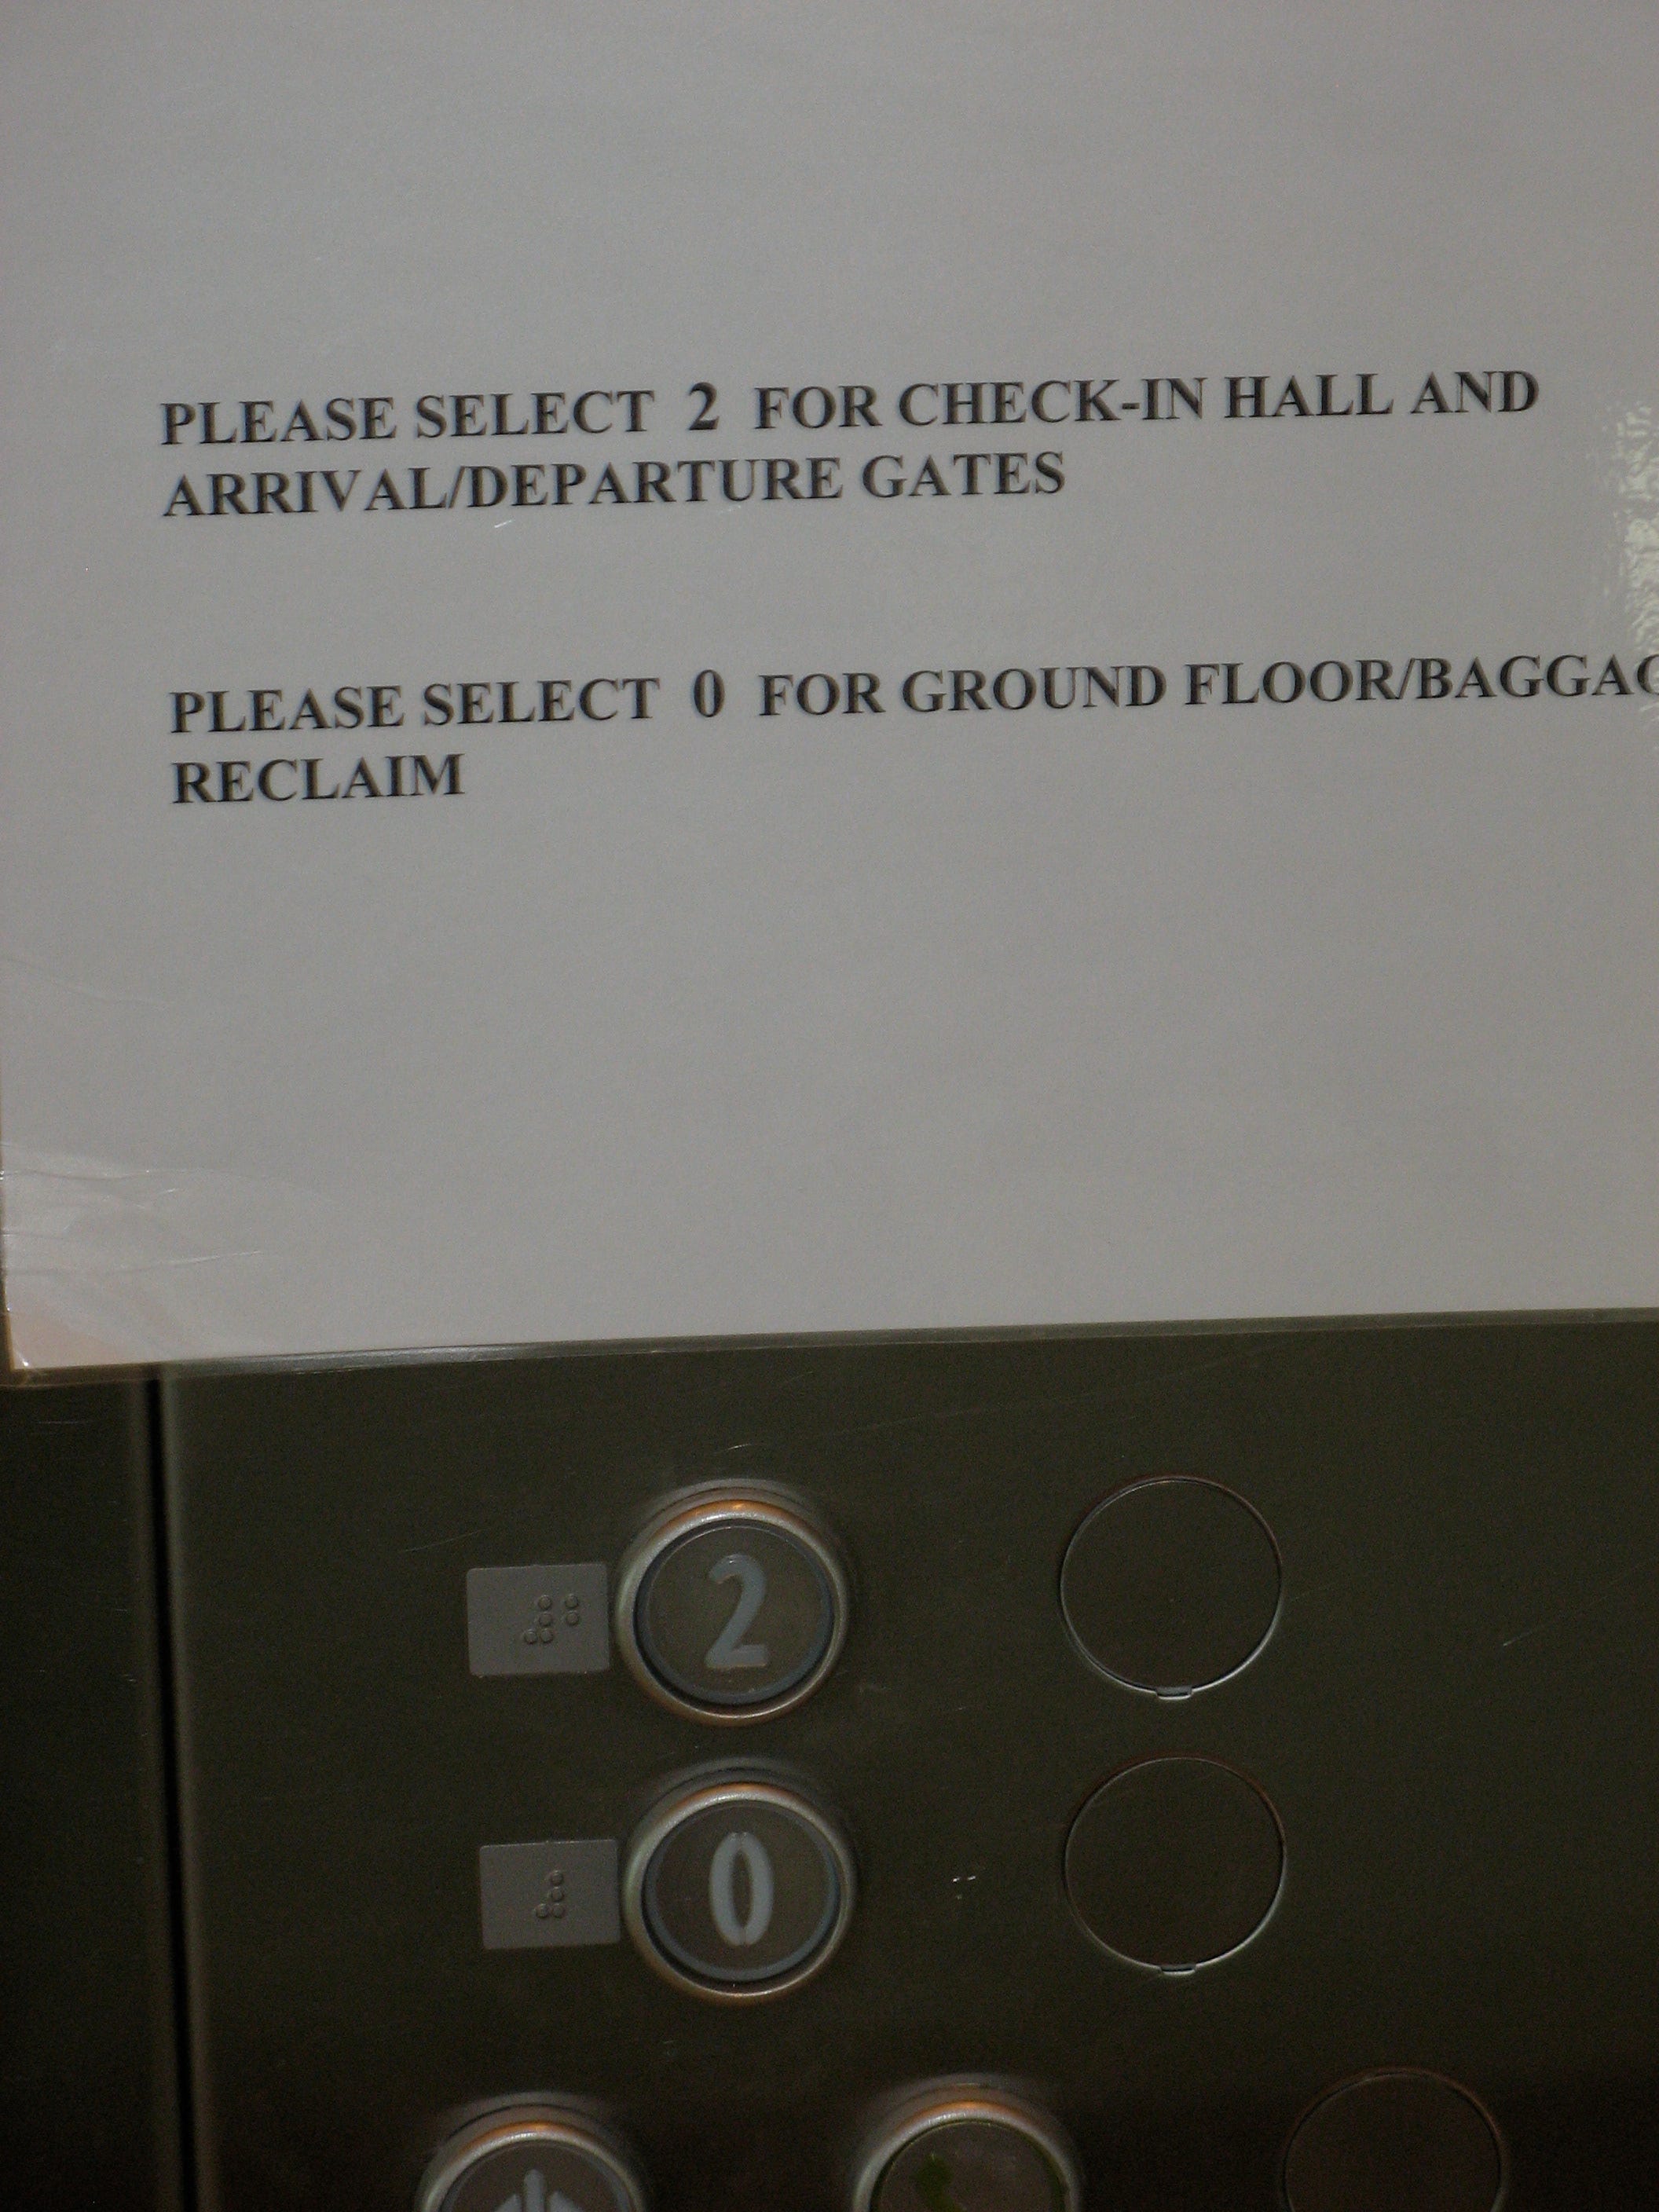 PLEASE SELECT 2 FOR CHECK-IN HALL AND
ARRIVAL/DEPARTURE GATES
PLEASE SELECT 0 FOR GROUND FLOOR/BAGGAG
RECLAIM
2
0